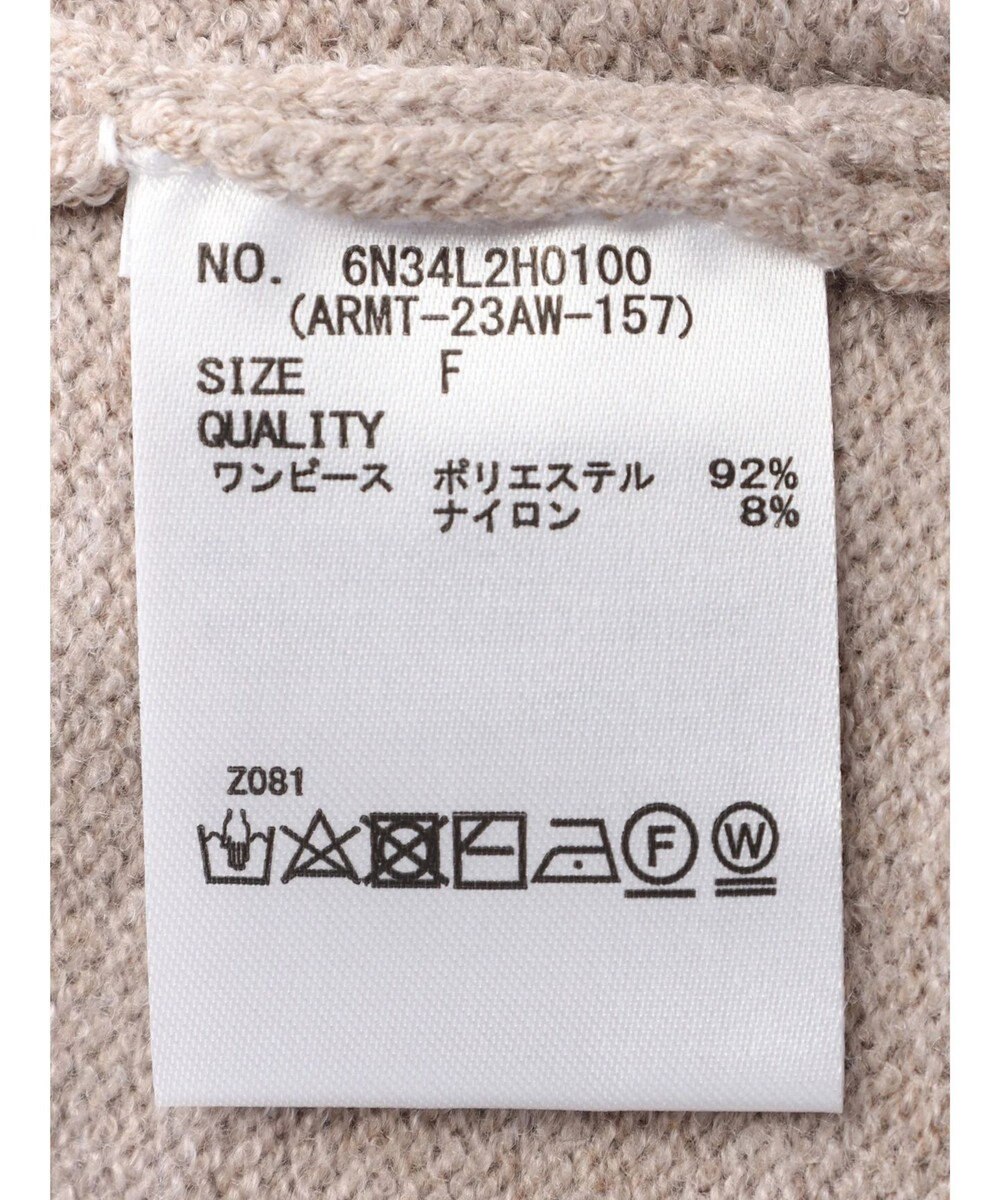 NO. 6N34L2H0100
(ARMT-23AW-157)
SIZE F
QUALITY
ワンピース ポリエステル 92%
ナイロン 8%
Z081
F W